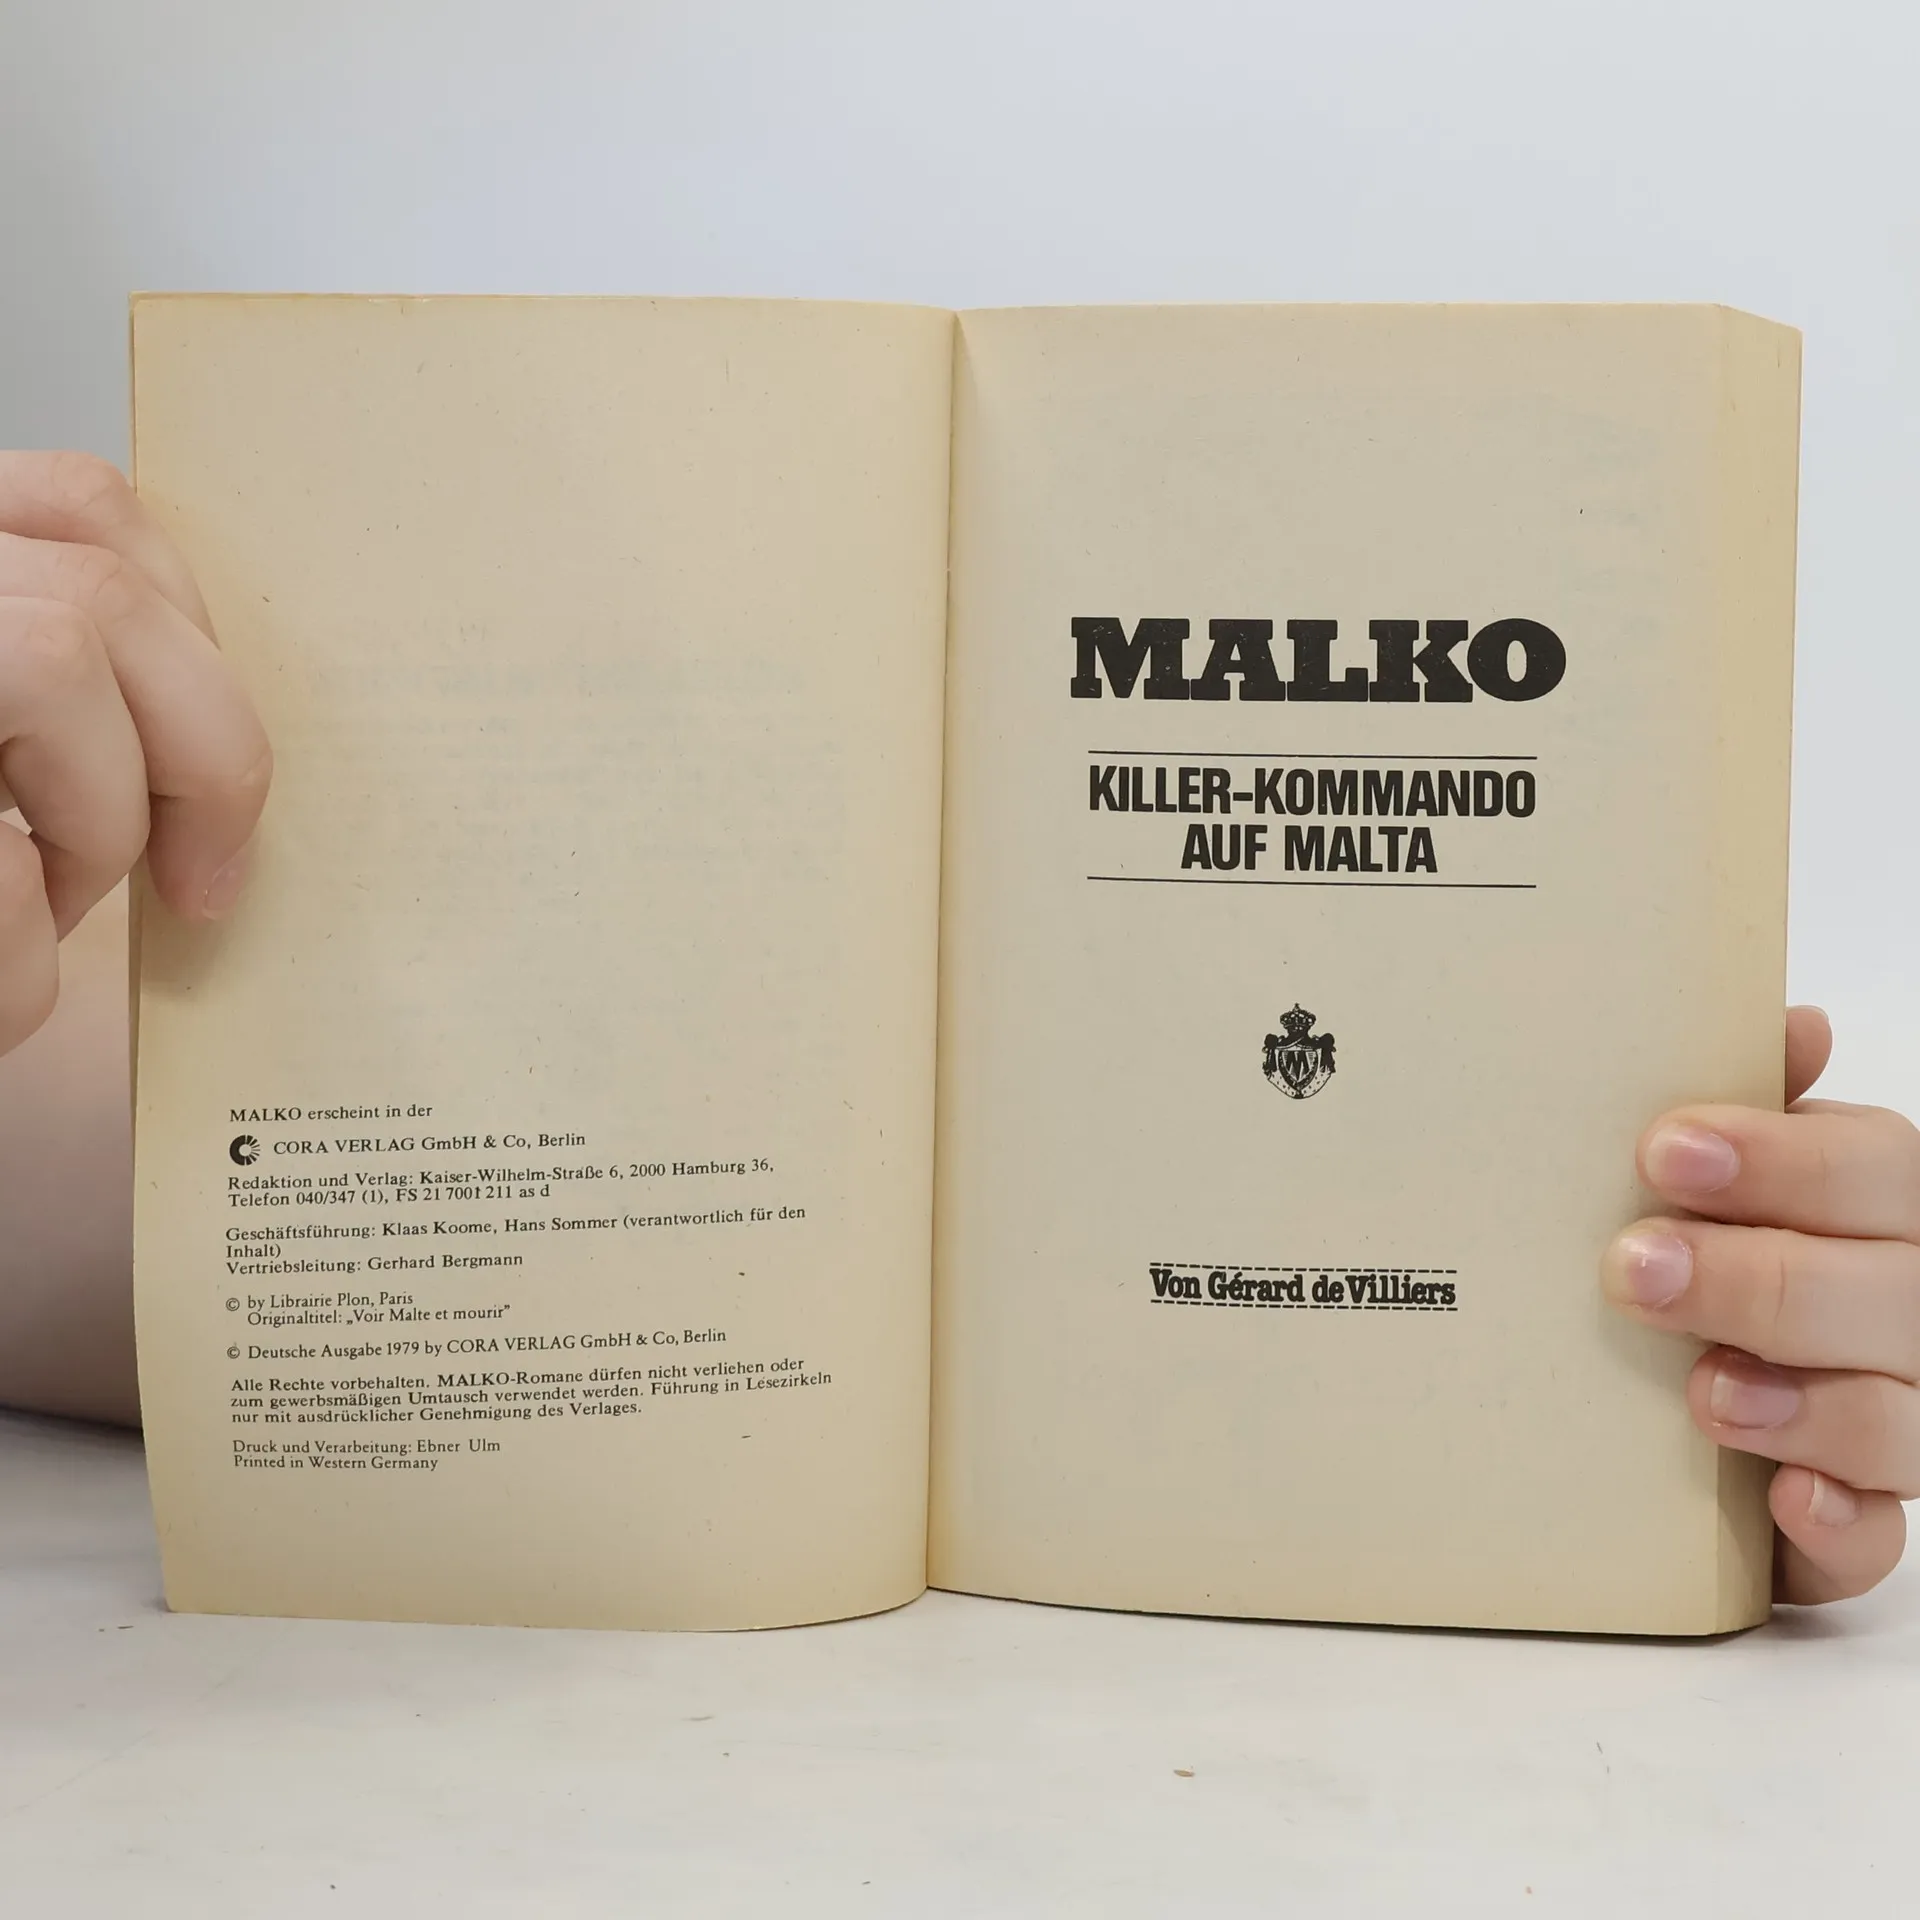 MALKO erscheint in der
CORA VERLAG GmbH & Co, Berlin
Redaktion und Verlag: Kaiser-Wilhelm-Straße 6, 2000 Hamburg 36,
Telefon 040/347 (1), FS 21 7001 211 as d
Geschäftsführung: Klaas Koome, Hans Sommer (verantwortlich für den
Inhalt)
Vertriebsleitung: Gerhard Bergmann
© by Librairie Plon, Paris
Originaltitel: „Voir Malte et mourir”
© Deutsche Ausgabe 1979 by CORA VERLAG GmbH & Co, Berlin
Alle Rechte vorbehalten. MALKO-Romane dürfen nicht verliehen oder
zum gewerbsmäßigen Umtausch verwendet werden. Führung in Lesezirkeln
nur mit ausdrücklicher Genehmigung des Verlages.
Druck und Verarbeitung: Ebner Ulm
Printed in Western Germany
MALKO
KILLER-KOMMANDO
AUF MALTA
M
Von Gérard de Villiers